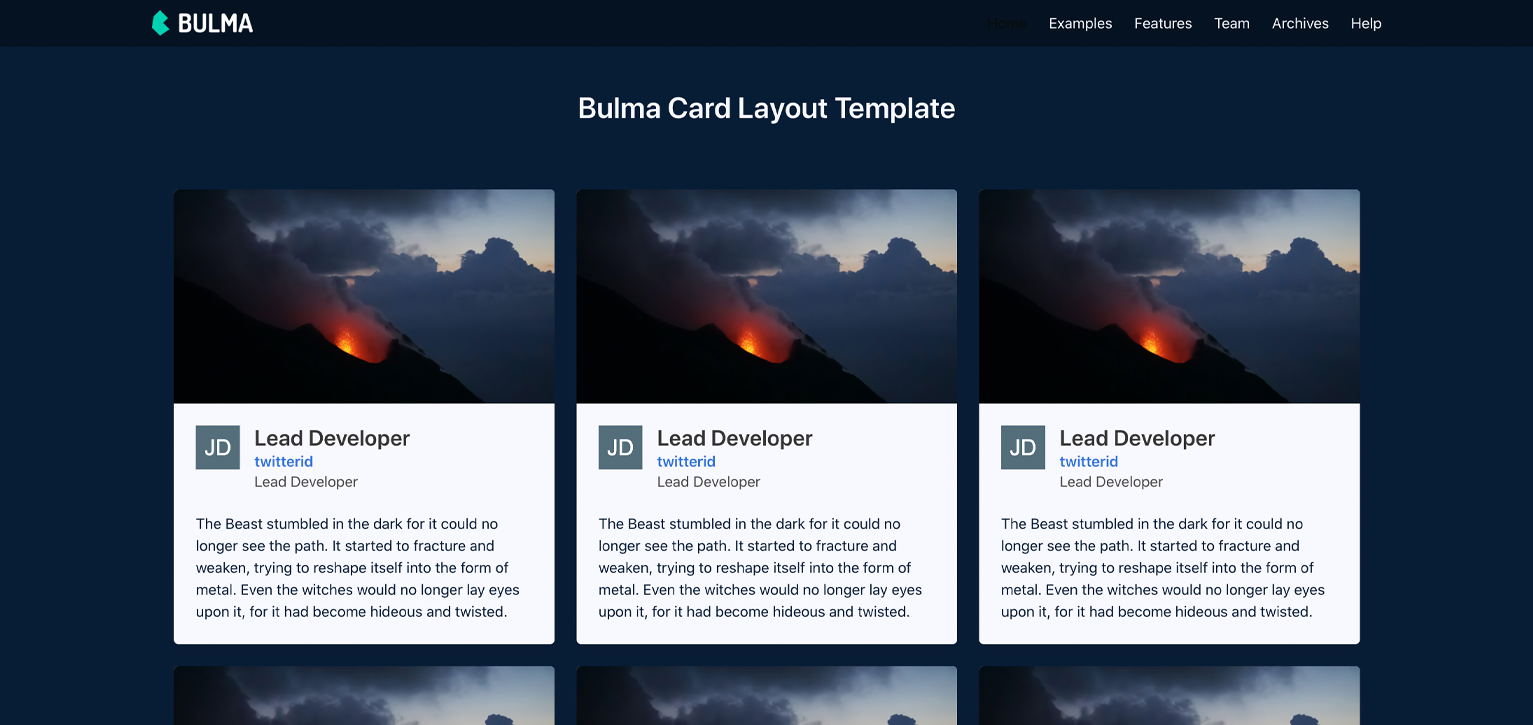 BULMA
Home Examples Features Team Archives Help
Bulma Card Layout Template
JD
Lead Developer
twitterid
Lead Developer
The Beast stumbled in the dark for it could no
longer see the path. It started to fracture and
weaken, trying to reshape itself into the form of
metal. Even the witches would no longer lay eyes
upon it, for it had become hideous and twisted.
JD
Lead Developer
twitterid
Lead Developer
The Beast stumbled in the dark for it could no
longer see the path. It started to fracture and
weaken, trying to reshape itself into the form of
metal. Even the witches would no longer lay eyes
upon it, for it had become hideous and twisted.
JD
Lead Developer
twitterid
Lead Developer
The Beast stumbled in the dark for it could no
longer see the path. It started to fracture and
weaken, trying to reshape itself into the form of
metal. Even the witches would no longer lay eyes
upon it, for it had become hideous and twisted.